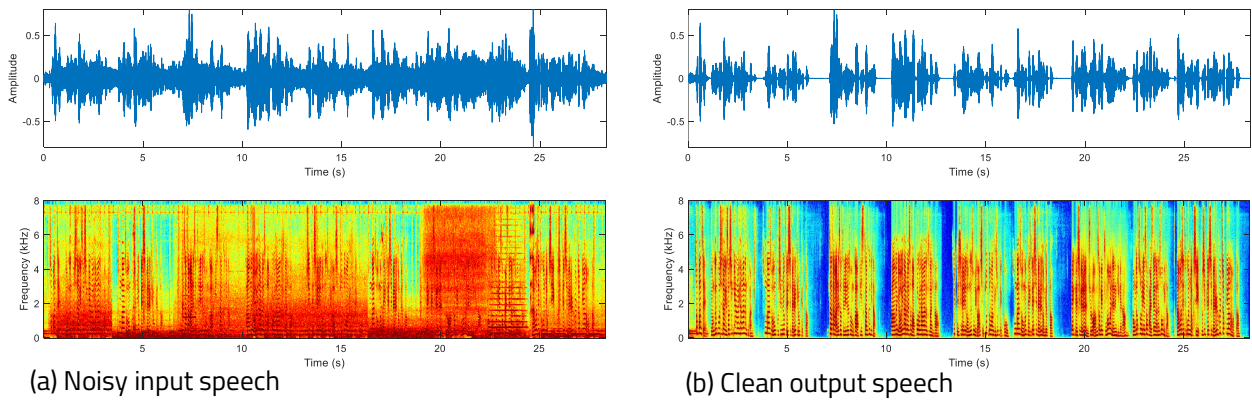 Amplitude
0.5
0
-0.5
0 5 10 15 20 25
Time (s)
Frequency (kHz)
8
6
4
2
0
5 10 15 20 25
Time (s)
(a) Noisy input speech
Amplitude
0.5
0
-0.5
0 5 10 15 20 25
Time (s)
Frequency (kHz)
8
6
4
2
0
5 10 15 20 25
Time (s)
(b) Clean output speech